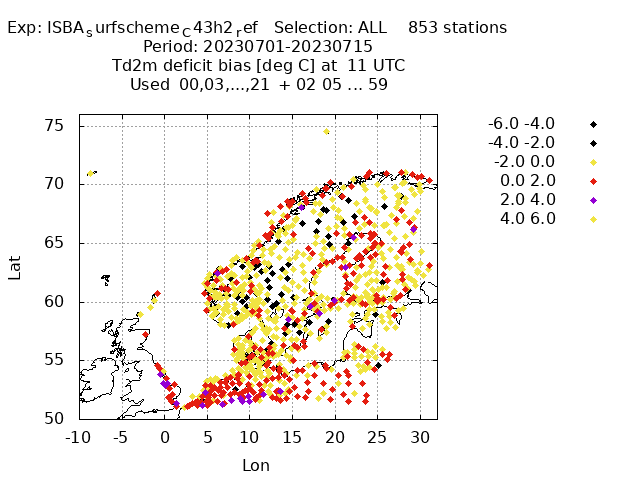 Exp: ISBAsurfschemeC43h2ref Selection: ALL 853 stations
Period: 20230701-20230715
Td2m deficit bias [deg C] at 11 UTC
Used 00,03,...,21 + 02 05 ... 59
-6.0 -4.0
-4.0 -2.0
-2.0 0.0
0.0 2.0
2.0 4.0
4.0 6.0
75
70
65
60
55
50
Lat
-10 -5 0 5 10 15 20 25 30
Lon